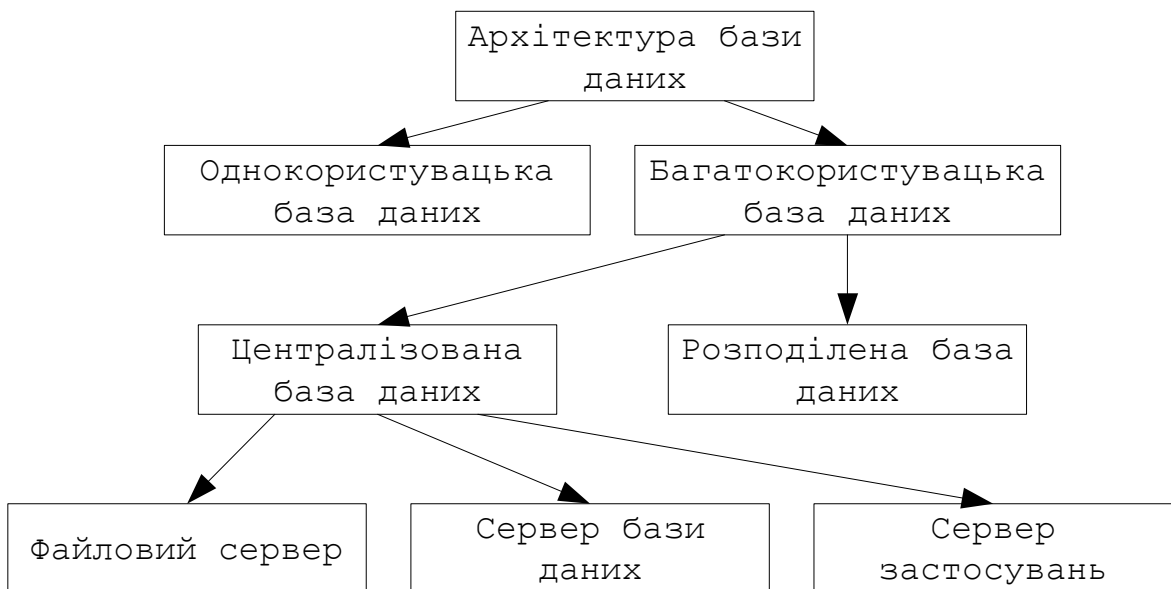 Архітектура бази
даних
Однокористувацька
база даних
Багатокористувацька
база даних
Централізована
база даних
Розподілена база
даних
Файловий сервер
Сервер бази
даних
Сервер
застосувань